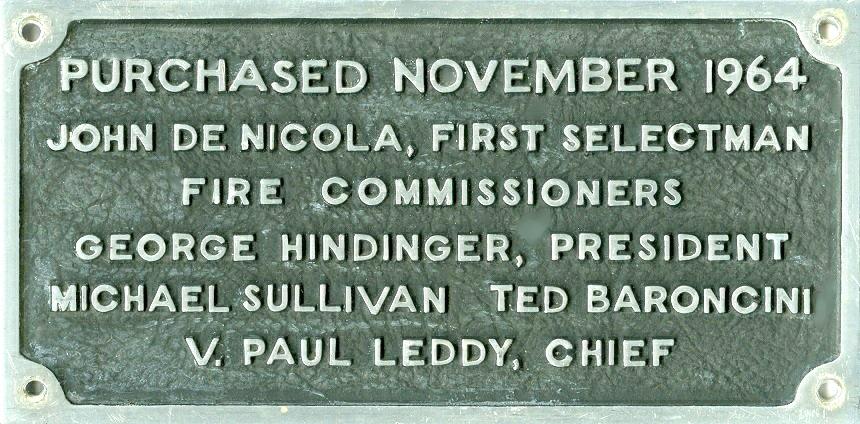 PURCHASED NOVEMBER 1964
JOHN DE NICOLA, FIRST SELECTMAN
FIRE COMMISSIONERS
GEORGE HINDINGER, PRESIDENT
MICHAEL SULLIVAN TED BARONCINI
V. PAUL LEDDY, CHIEF